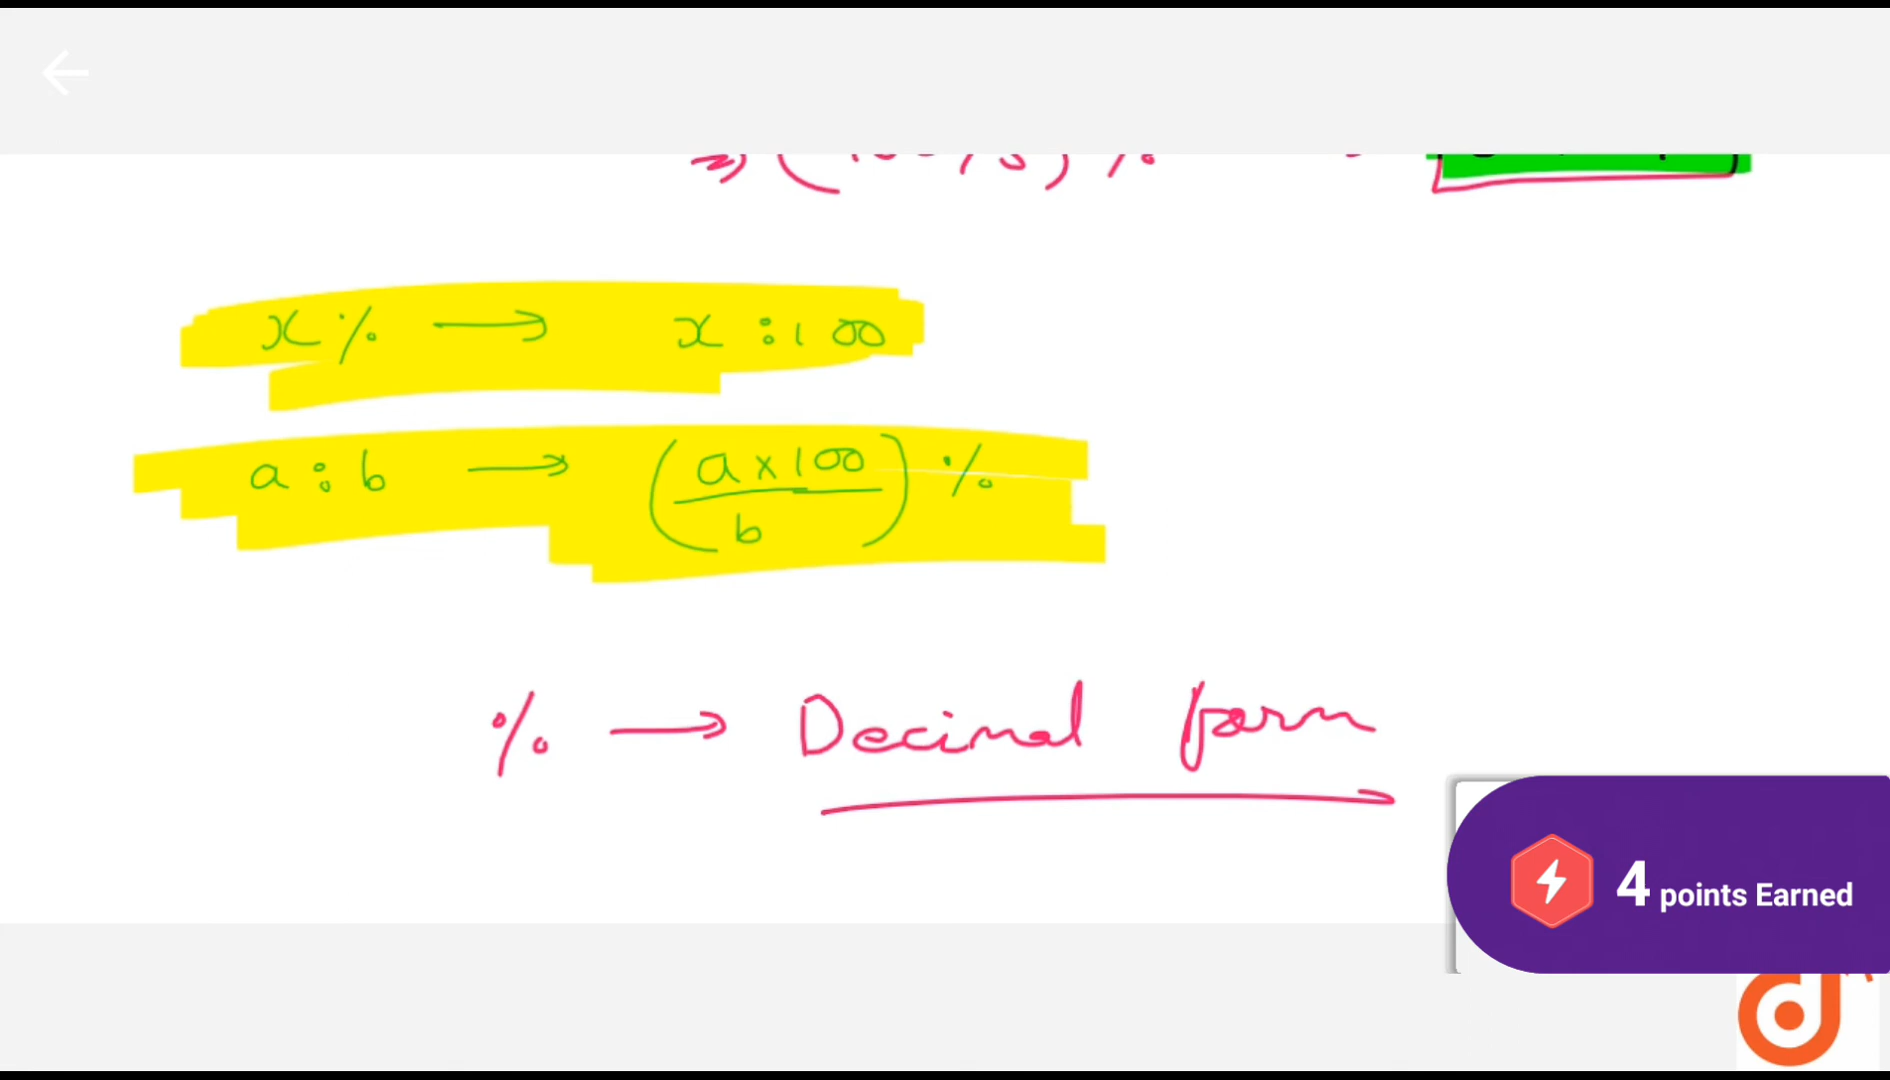 x% → x : 100
a : b → (a × 100 / b) %
% → Decimal form
4 points Earned